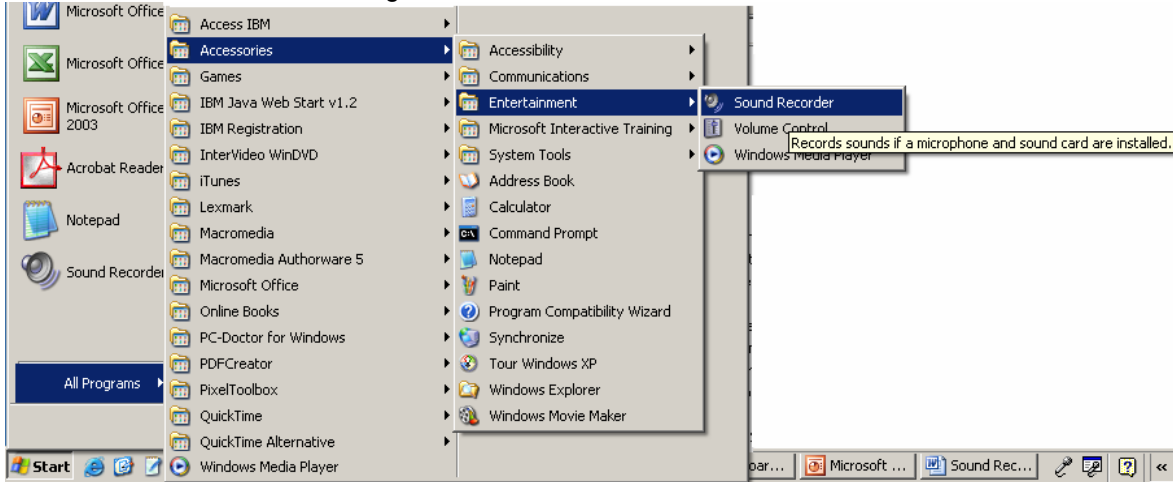 Microsoft Office
Microsoft Office
Microsoft Office
2003
Acrobat Reader
Notepad
Sound Recorder
All Programs
Access IBM
Accessories
Games
IBM Java Web Start v1.2
IBM Registration
InterVideo WinDVD
iTunes
Lexmark
Macromedia
Macromedia Authorware 5
Microsoft Office
Online Books
PC-Doctor for Windows
PDFCreator
PixelToolbox
QuickTime
QuickTime Alternative
Windows Media Player
Accessibility
Communications
Entertainment
Microsoft Interactive Training
System Tools
Address Book
Calculator
Command Prompt
Notepad
Paint
Program Compatibility Wizard
Synchronize
Tour Windows XP
Windows Explorer
Windows Movie Maker
Sound Recorder
Volume Control
Records sounds if a microphone and sound card are installed.
Windows Media Player
Start
oar...
Microsoft ...
Sound Rec...